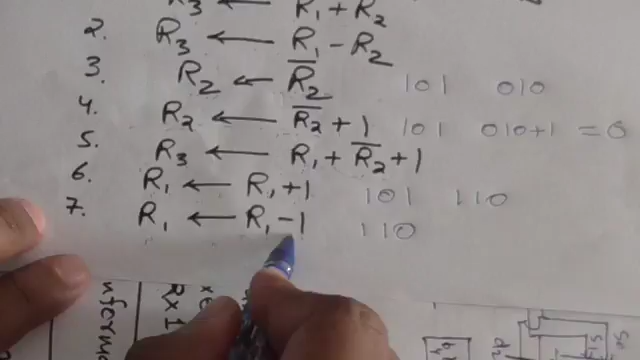 R₃ ← R₁ + R₂
2. R₃ ← R₁ - R₂
3. R₂ ← R̅₂ 101 010
4. R₂ ← R̅₂ + 1 101 010+1 = 0
5. R₃ ← R₁ + R̅₂ + 1
6. R₁ ← R₁ + 1 101 110
7. R₁ ← R₁ - 1 110